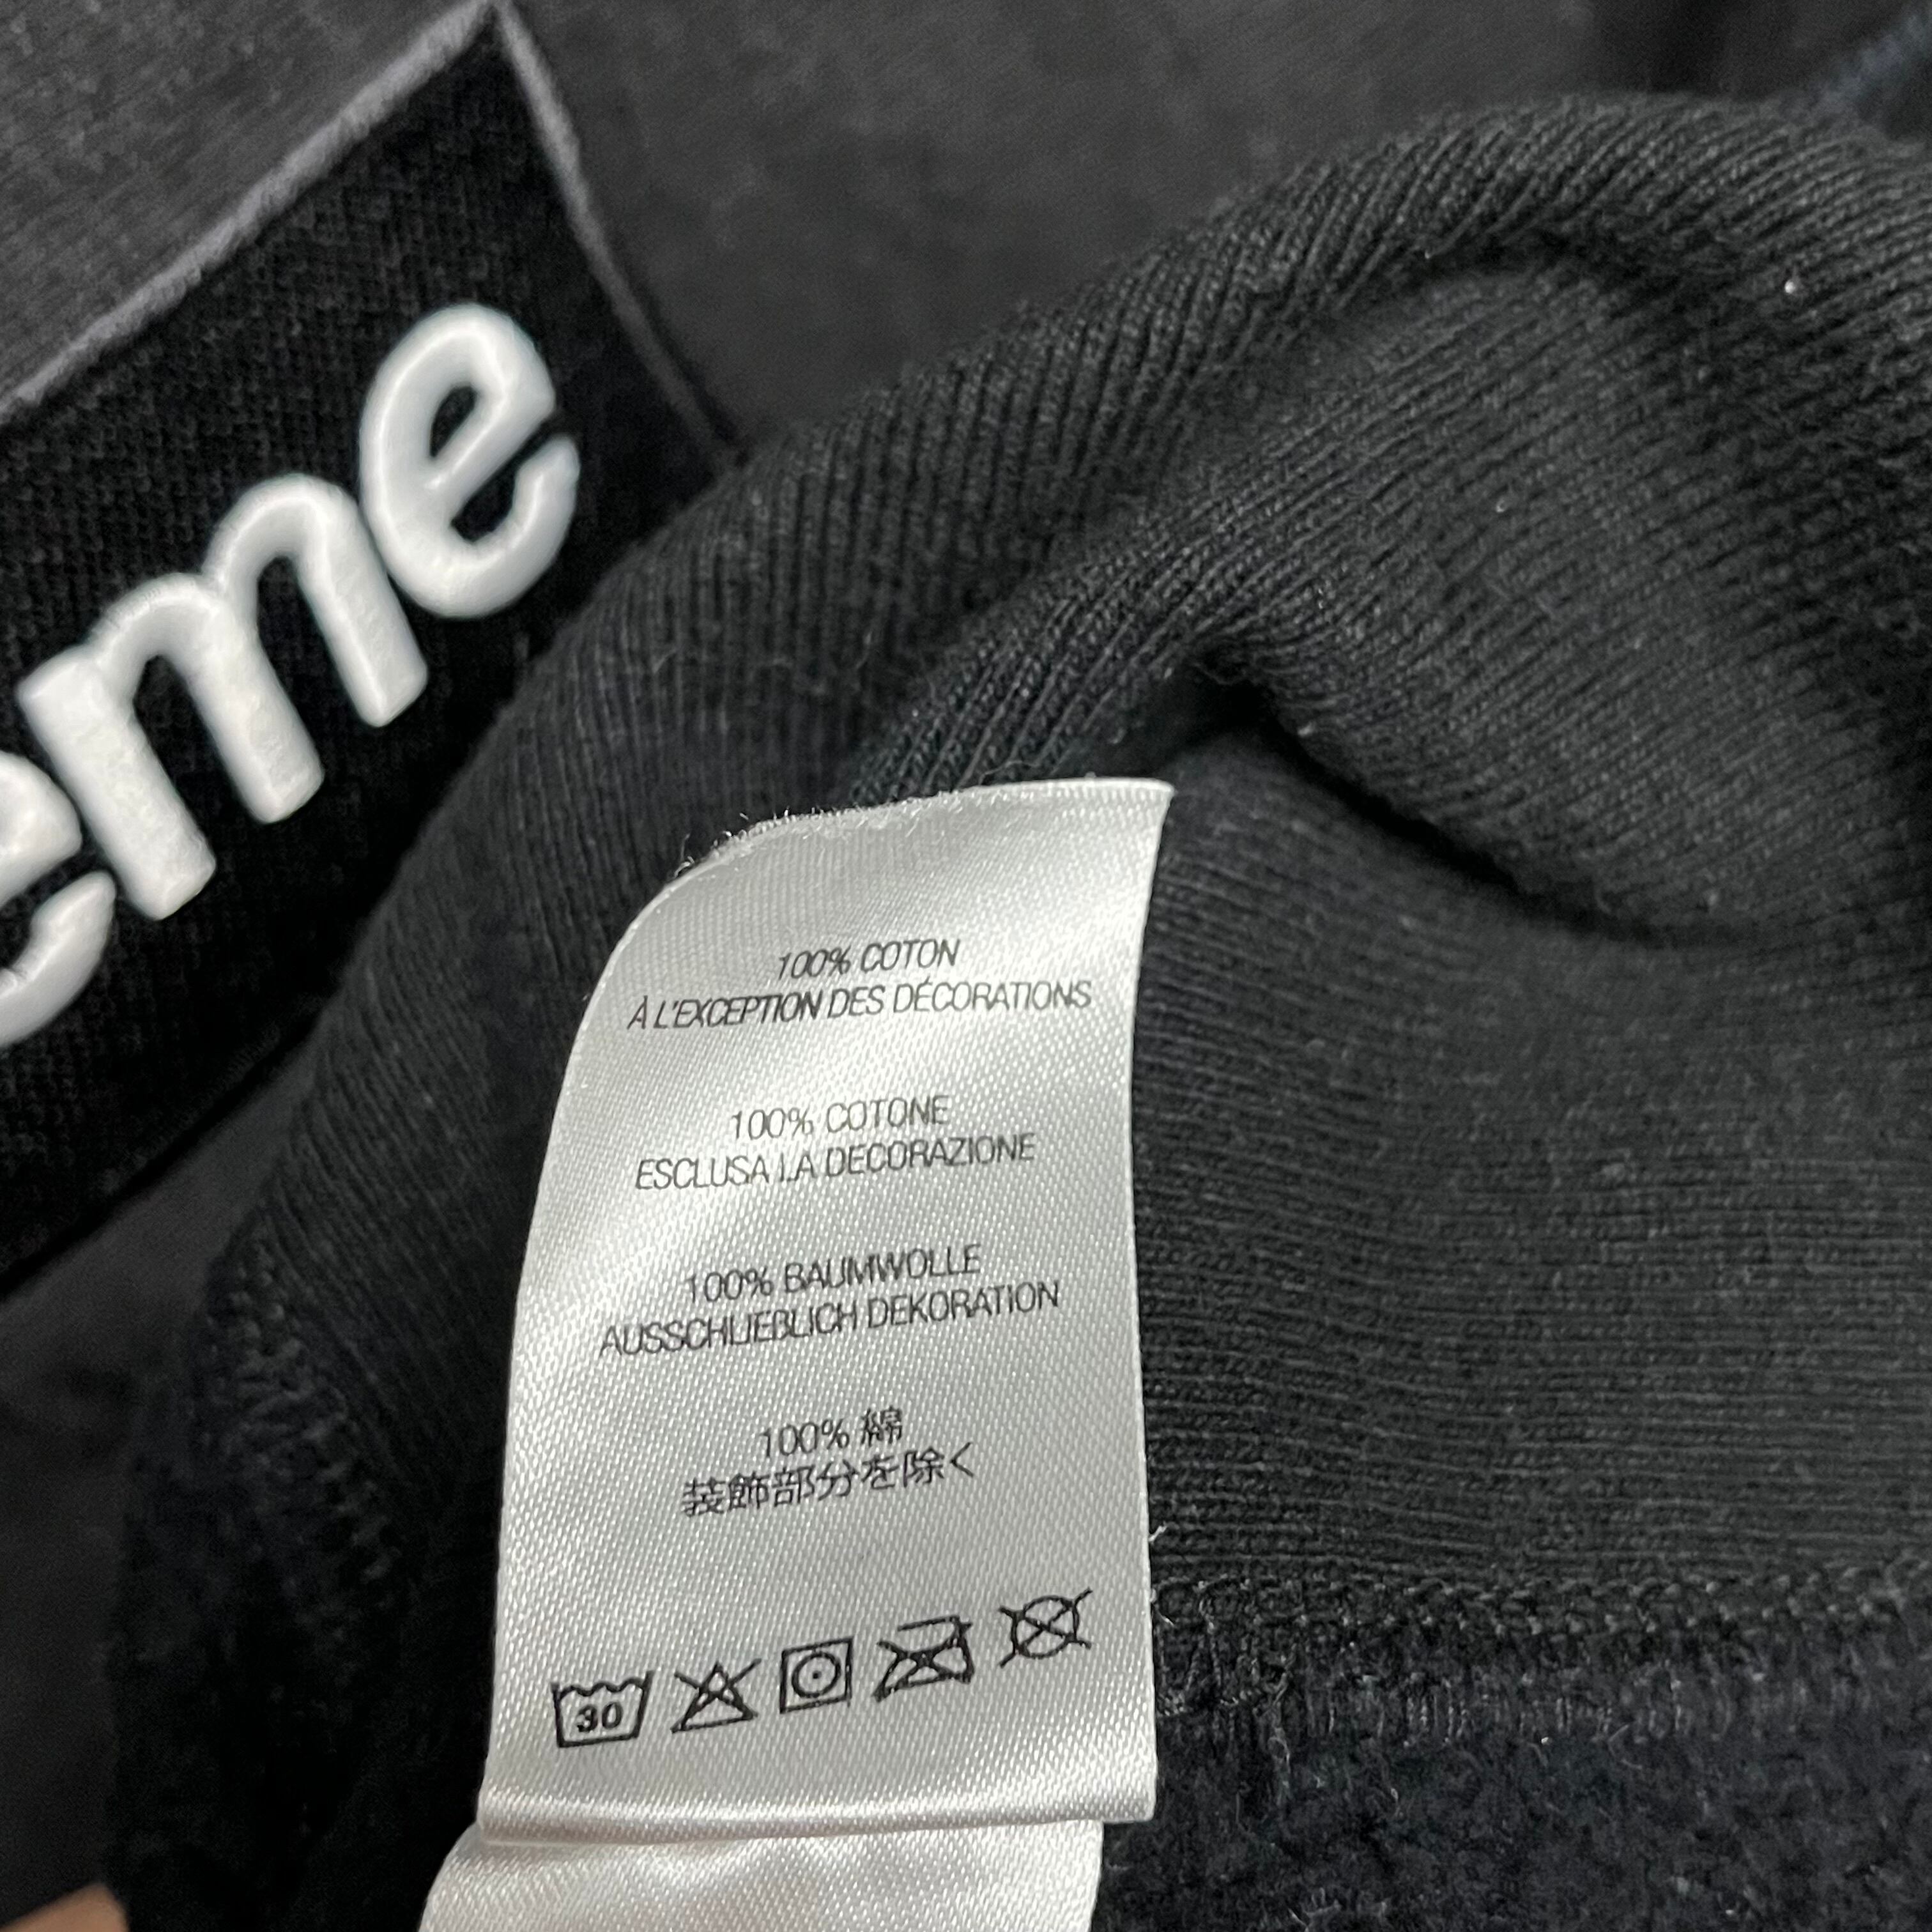 eme
100% COTON
À L'EXCEPTION DES DÉCORATIONS
100% COTONE
ESCLUSA LA DECORAZIONE
100% BAUMWOLLE
AUSSCHLIEBLICH DEKORATION
100% 綿
装飾部分を除く
30